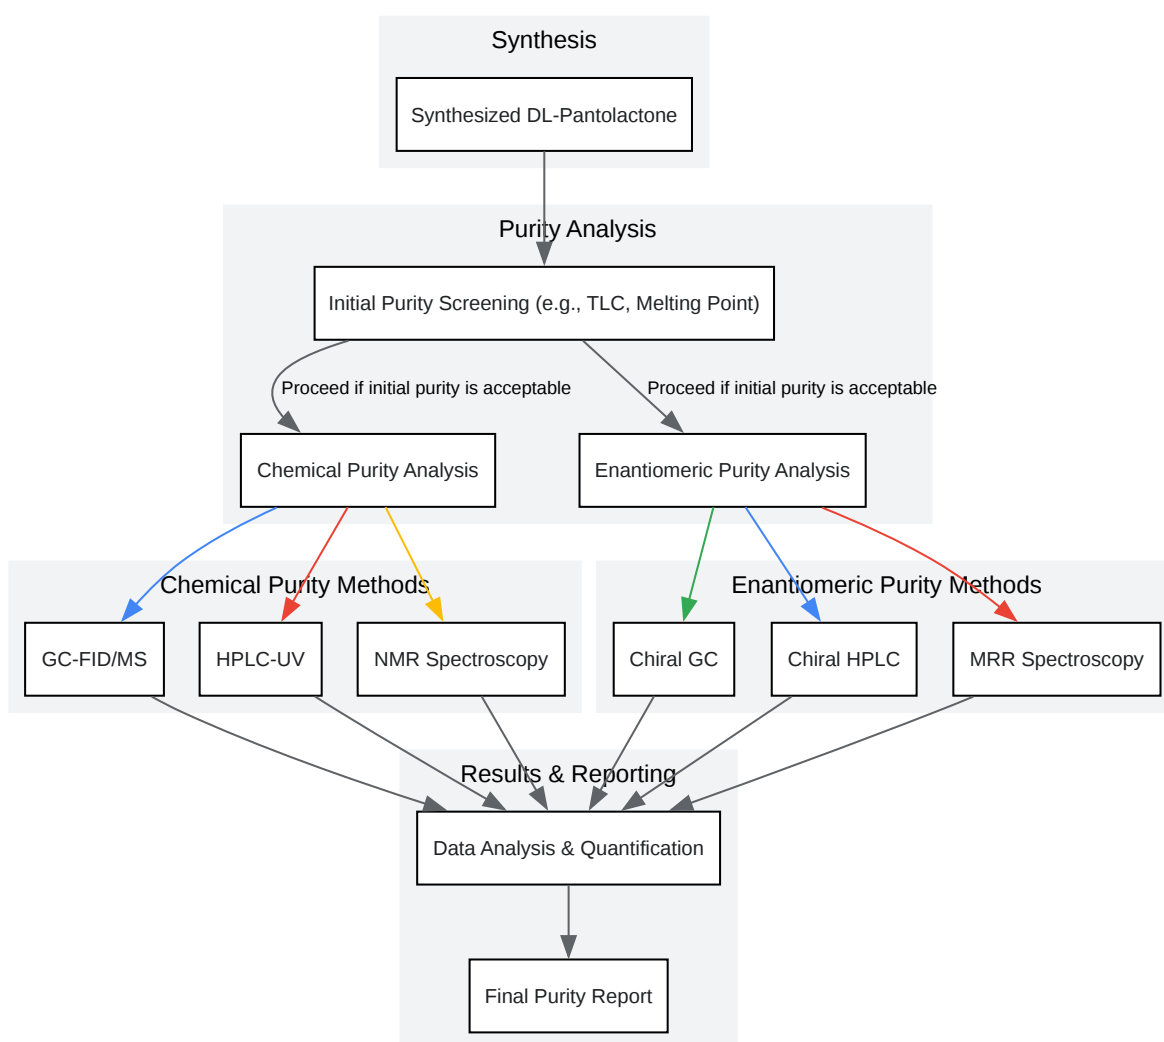 Synthesis
Synthesized DL-Pantolactone
Purity Analysis
Initial Purity Screening (e.g., TLC, Melting Point)
Proceed if initial purity is acceptable
Proceed if initial purity is acceptable
Chemical Purity Analysis
Enantiomeric Purity Analysis
Chemical Purity Methods
Enantiomeric Purity Methods
GC-FID/MS
HPLC-UV
NMR Spectroscopy
Chiral GC
Chiral HPLC
MRR Spectroscopy
Results & Reporting
Data Analysis & Quantification
Final Purity Report